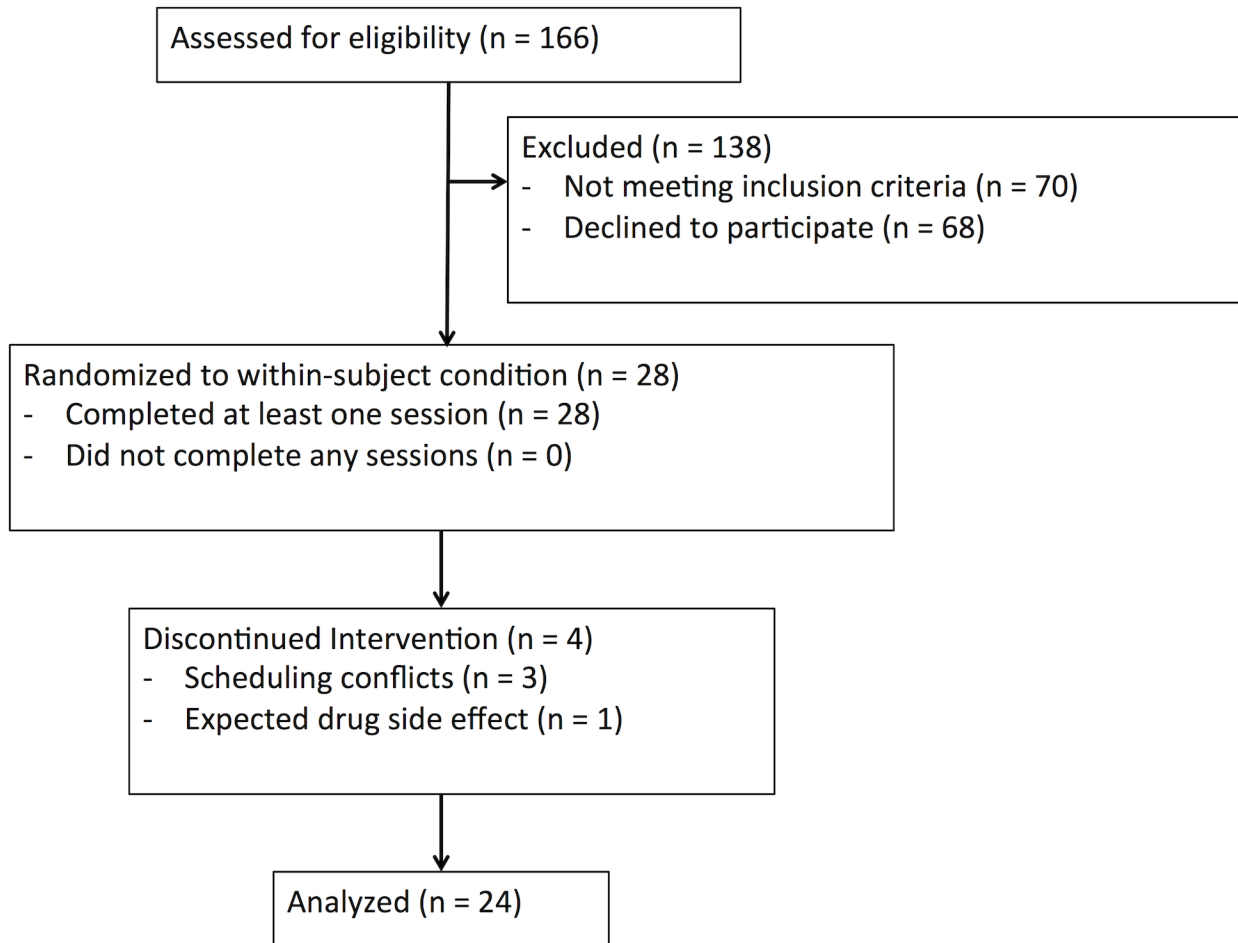 Assessed for eligibility (n = 166)
Excluded (n = 138)
- Not meeting inclusion criteria (n = 70)
- Declined to participate (n = 68)
Randomized to within-subject condition (n = 28)
- Completed at least one session (n = 28)
- Did not complete any sessions (n = 0)
Discontinued Intervention (n = 4)
- Scheduling conflicts (n = 3)
- Expected drug side effect (n = 1)
Analyzed (n = 24)